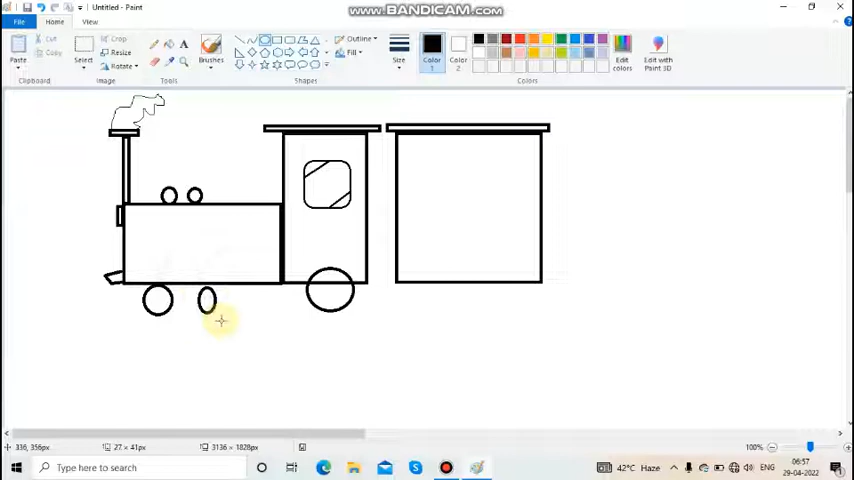 www.BANDICAM.com
Untitled - Paint
File
Home
View
Paste
Cut
Copy
Clipboard
Select
Crop
Resize
Rotate
Image
Tools
Brushes
Outline
Fill
Shapes
Size
Color
1
Color
2
Edit
colors
Colors
Edit with
Paint 3D
336, 356px
27 × 41px
3136 × 1828px
100%
Type here to search
42°C Haze
ENG
06:57
29-04-2022